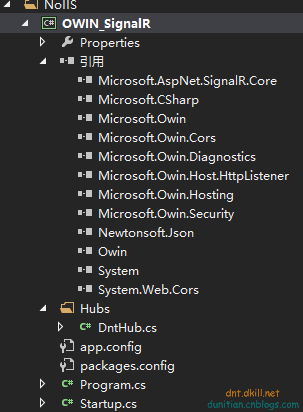 NoIIS
C# OWIN_SignalR
Properties
引用
Microsoft.AspNet.SignalR.Core
Microsoft.CSharp
Microsoft.Owin
Microsoft.Owin.Cors
Microsoft.Owin.Diagnostics
Microsoft.Owin.Host.HttpListener
Microsoft.Owin.Hosting
Microsoft.Owin.Security
Newtonsoft.Json
Owin
System
System.Web.Cors
Hubs
C# DntHub.cs
app.config
packages.config
C# Program.cs
dnt.dkill.net
C# Startup.cs
dunitian.cnblogs.com